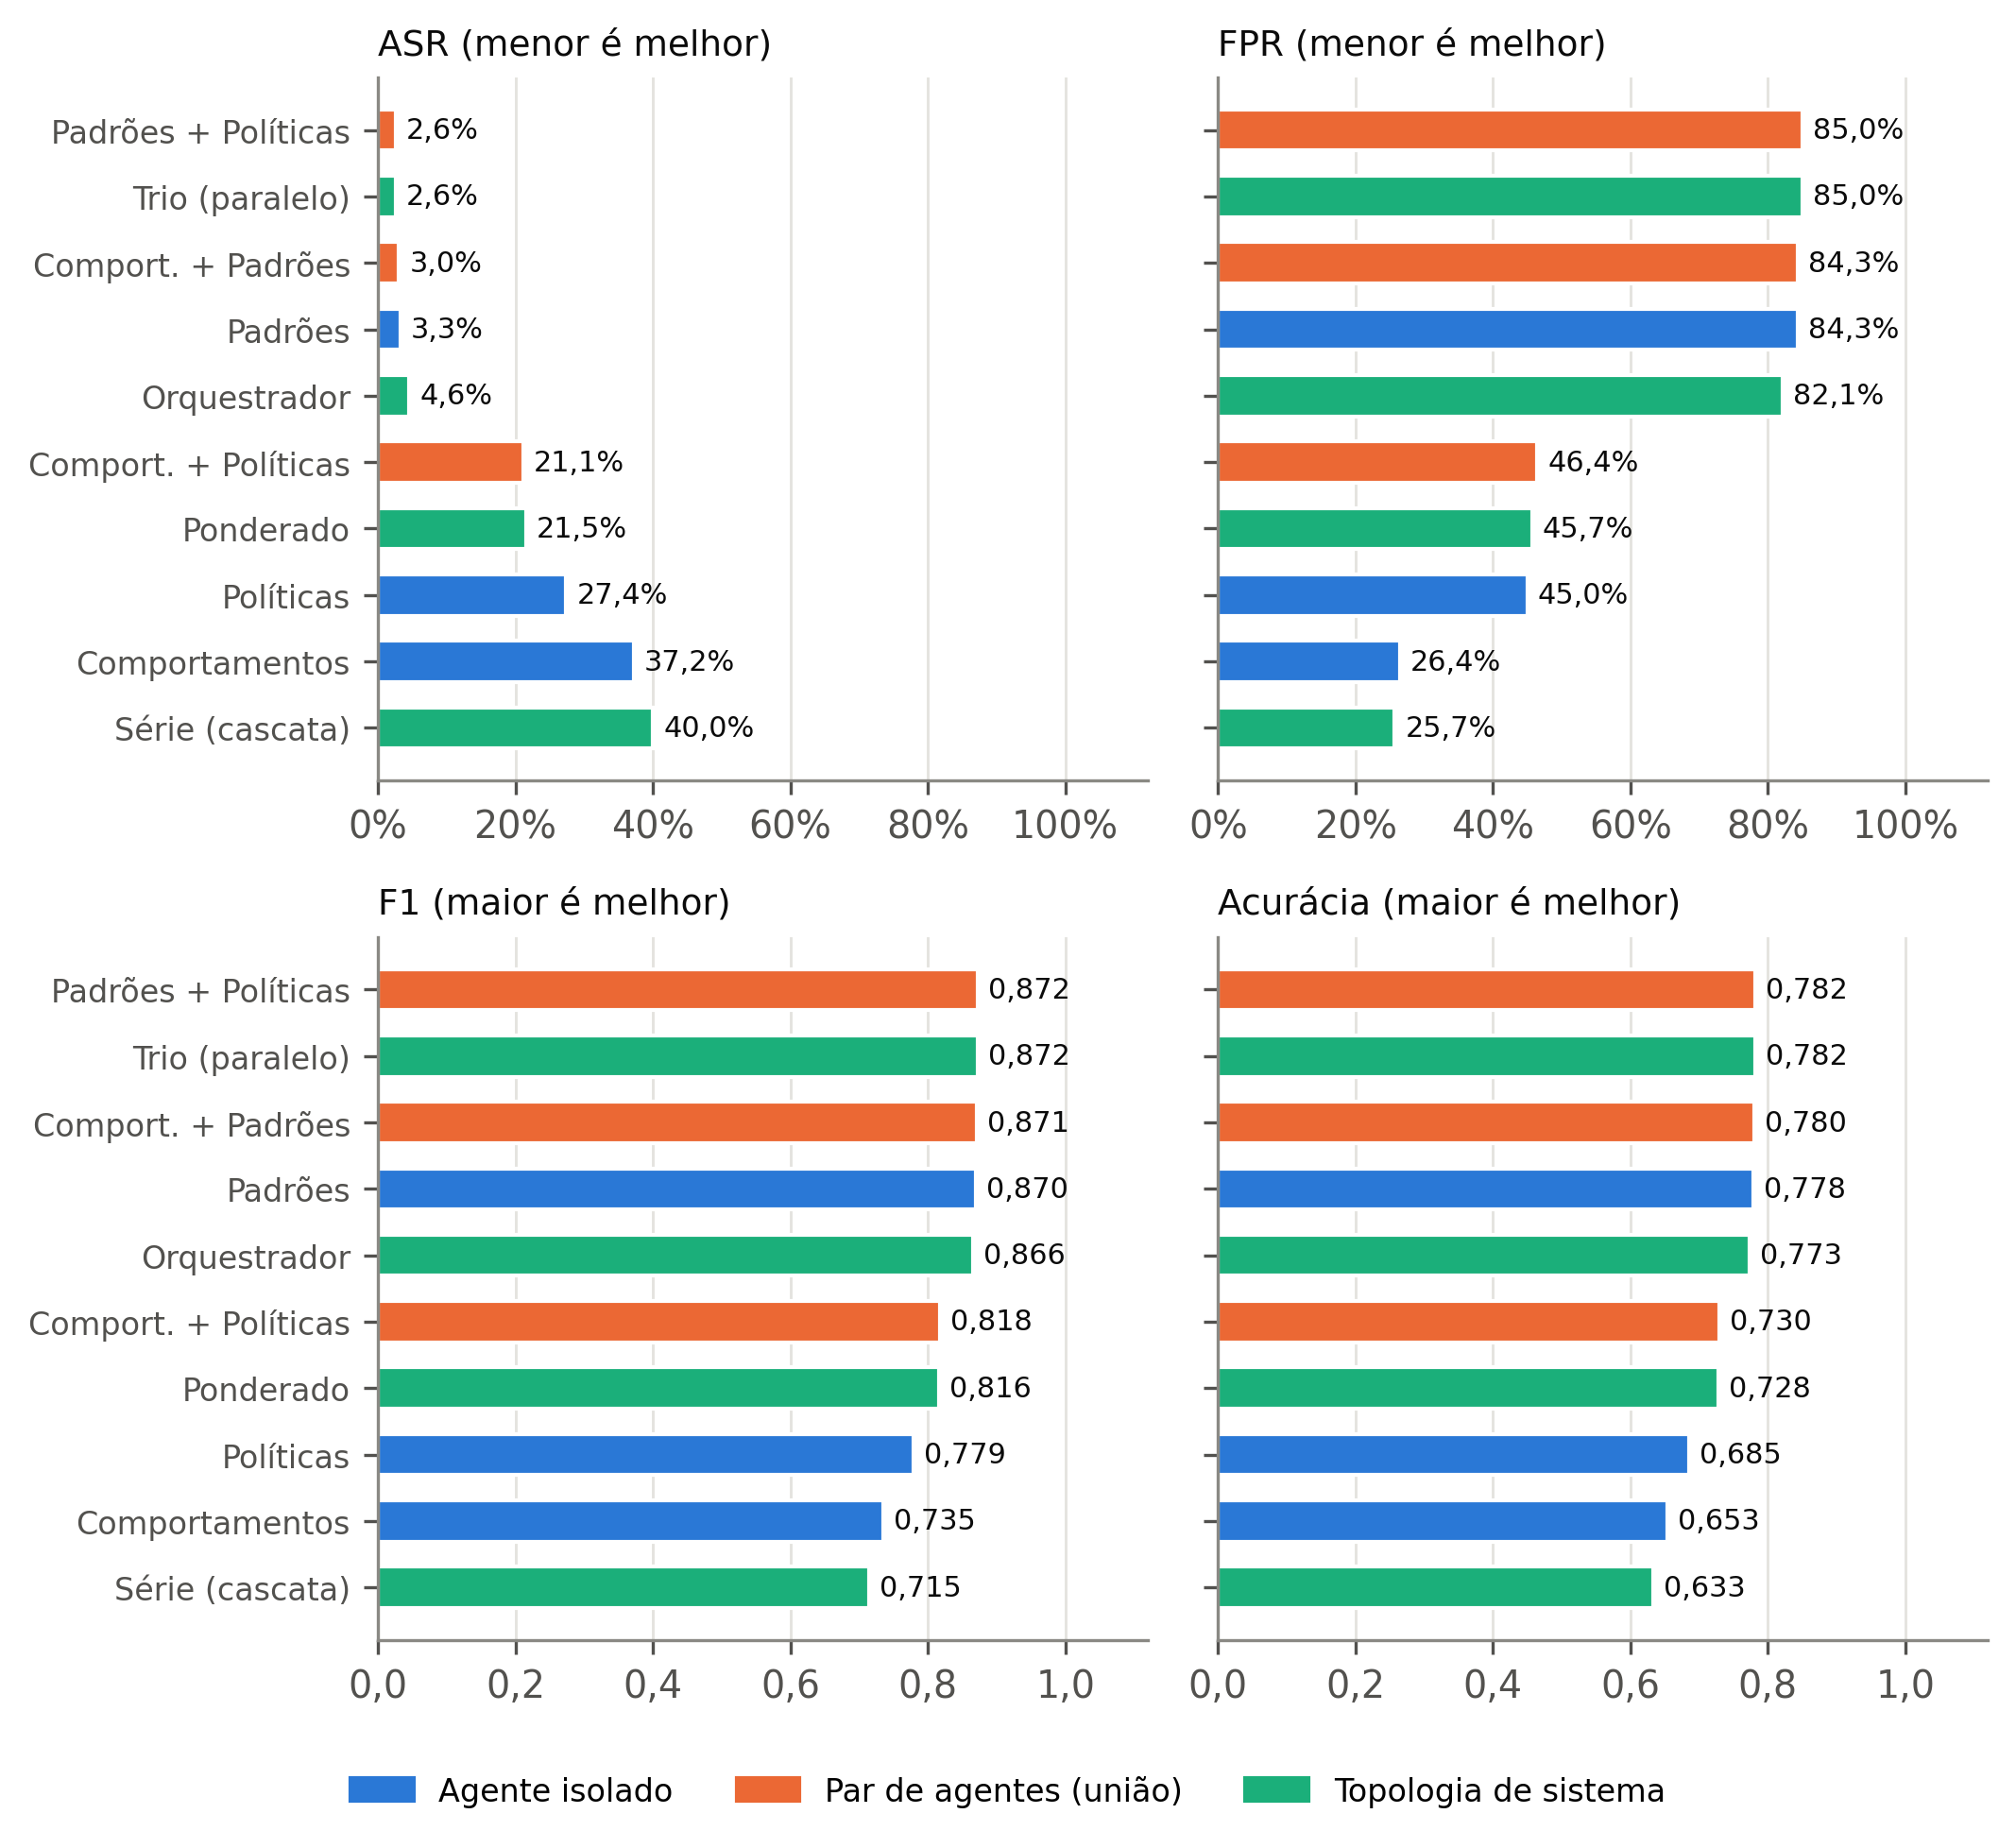 ASR (menor é melhor)
Padrões + Políticas 2,6%
Trio (paralelo) 2,6%
Comport. + Padrões 3,0%
Padrões 3,3%
Orquestrador 4,6%
Comport. + Políticas 21,1%
Ponderado 21,5%
Políticas 27,4%
Comportamentos 37,2%
Série (cascata) 40,0%
0% 20% 40% 60% 80% 100%
FPR (menor é melhor)
85,0%
85,0%
84,3%
84,3%
82,1%
46,4%
45,7%
45,0%
26,4%
25,7%
0% 20% 40% 60% 80% 100%
F1 (maior é melhor)
Padrões + Políticas 0,872
Trio (paralelo) 0,872
Comport. + Padrões 0,871
Padrões 0,870
Orquestrador 0,866
Comport. + Políticas 0,818
Ponderado 0,816
Políticas 0,779
Comportamentos 0,735
Série (cascata) 0,715
0,0 0,2 0,4 0,6 0,8 1,0
Acurácia (maior é melhor)
0,782
0,782
0,780
0,778
0,773
0,730
0,728
0,685
0,653
0,633
0,0 0,2 0,4 0,6 0,8 1,0
Agente isolado Par de agentes (união) Topologia de sistema